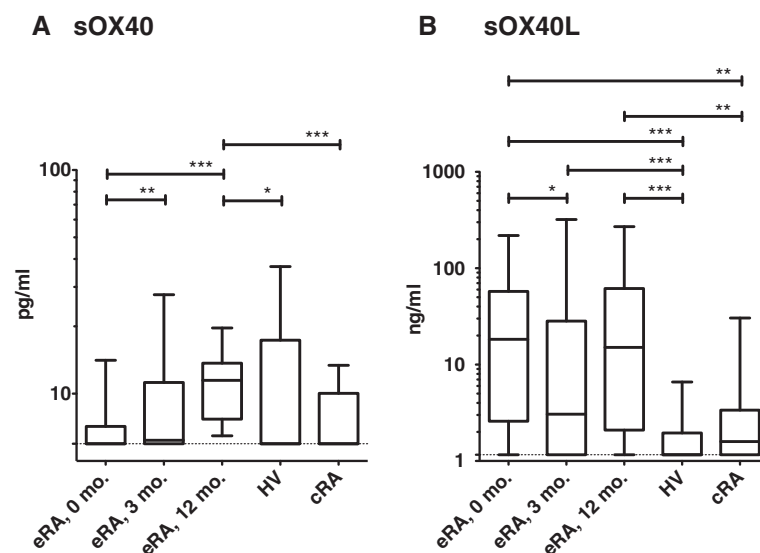 A sOX40
B sOX40L
**
**
***
***
***
***
100
**
*
1000
*
***
pg/ml
10
ng/ml
100
10
1
eRA, 0 mo.
eRA, 3 mo.
eRA, 12 mo.
HV
cRA
eRA, 0 mo.
eRA, 3 mo.
eRA, 12 mo.
HV
cRA